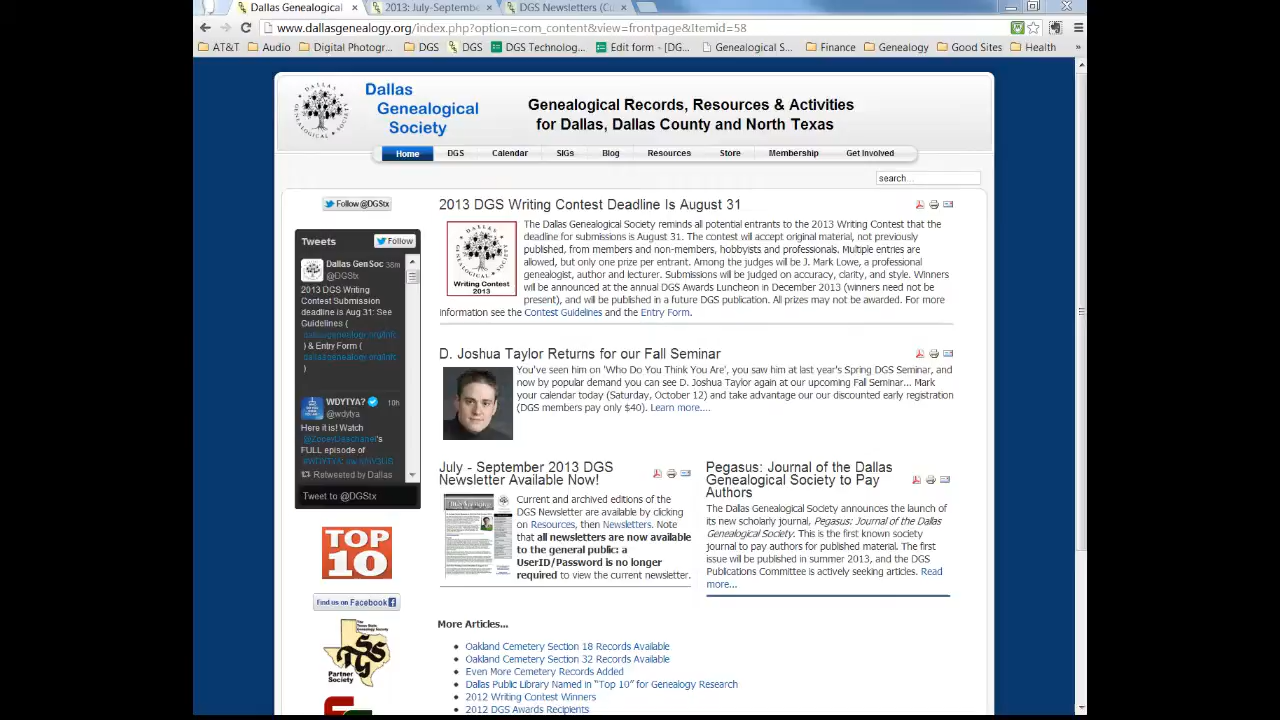 Dallas Genealogical
2013: July-Septembe
DGS Newsletters (Cu
www.dallasgenealogy.org/index.php?option=com_content&view=frontpage&Itemid=58
AT&T
Audio
Digital Photogr...
DGS
DGS
DGS Technolog...
Edit form - [DG...
Genealogical S...
Finance
Genealogy
Good Sites
Health
»
DALLAS
GENEALOGICAL SOCIETY
Dallas
Genealogical
Society
Genealogical Records, Resources & Activities
for Dallas, Dallas County and North Texas
Home
DGS
Calendar
SIGs
Blog
Resources
Store
Membership
Get Involved
search...
Follow @DGStx
Tweets
Follow
Dallas GenSoc 38m
@DGStx
2013 DGS Writing
Contest Submission
deadline is Aug 31: See
Guidelines (
dallasgenealogy.org/Info
) & Entry Form (
dallasgenealogy.org/Info
)
WDYTYA? 10h
@wdytya
Here it is! Watch
@ZooeyDeschanel's
FULL episode of
Retweeted by Dallas
Tweet to @DGStx
TOP
10
Find us on Facebook
The
Texas State
Genealogical Society
TSGS
Partner
Society
2013 DGS Writing Contest Deadline Is August 31
Writing Contest
2013
The Dallas Genealogical Society reminds all potential entrants to the 2013 Writing Contest that the
deadline for submissions is August 31. The contest will accept original material, not previously
published, from members and non-members, hobbyists and professionals. Multiple entries are
allowed, but only one prize per entrant. Among the judges will be J. Mark Lowe, a professional
genealogist, author and lecturer. Submissions will be judged on accuracy, clarity, and style. Winners
will be announced at the annual DGS Awards Luncheon in December 2013 (winners need not be
present), and will be published in a future DGS publication. All prizes may not be awarded. For more
information see the Contest Guidelines and the Entry Form.
D. Joshua Taylor Returns for our Fall Seminar
You've seen him on 'Who Do You Think You Are', you saw him at last year's Spring DGS Seminar, and
now by popular demand you can see D. Joshua Taylor again at our upcoming Fall Seminar... Mark
your calendar today (Saturday, October 12) and take advantage our our discounted early registration
(DGS members pay only $40). Learn more....
July - September 2013 DGS
Newsletter Available Now!
Current and archived editions of the
DGS Newsletter are available by clicking
on Resources, then Newsletters. Note
that all newsletters are now available
to the general public: a
UserID/Password is no longer
required to view the current newsletter.
Pegasus: Journal of the Dallas
Genealogical Society to Pay
Authors
The Dallas Genealogical Society announces the launch of
its new scholarly journal, Pegasus: Journal of the Dallas
Genealogical Society. This is the first known society
journal to pay authors for published material. The first
issue will be published in summer 2013, and the DGS
Publications Committee is actively seeking articles. Read
more...
More Articles...
Oakland Cemetery Section 18 Records Available
Oakland Cemetery Section 32 Records Available
Even More Cemetery Records Added
Dallas Public Library Named in "Top 10" for Genealogy Research
2012 Writing Contest Winners
2012 DGS Awards Recipients